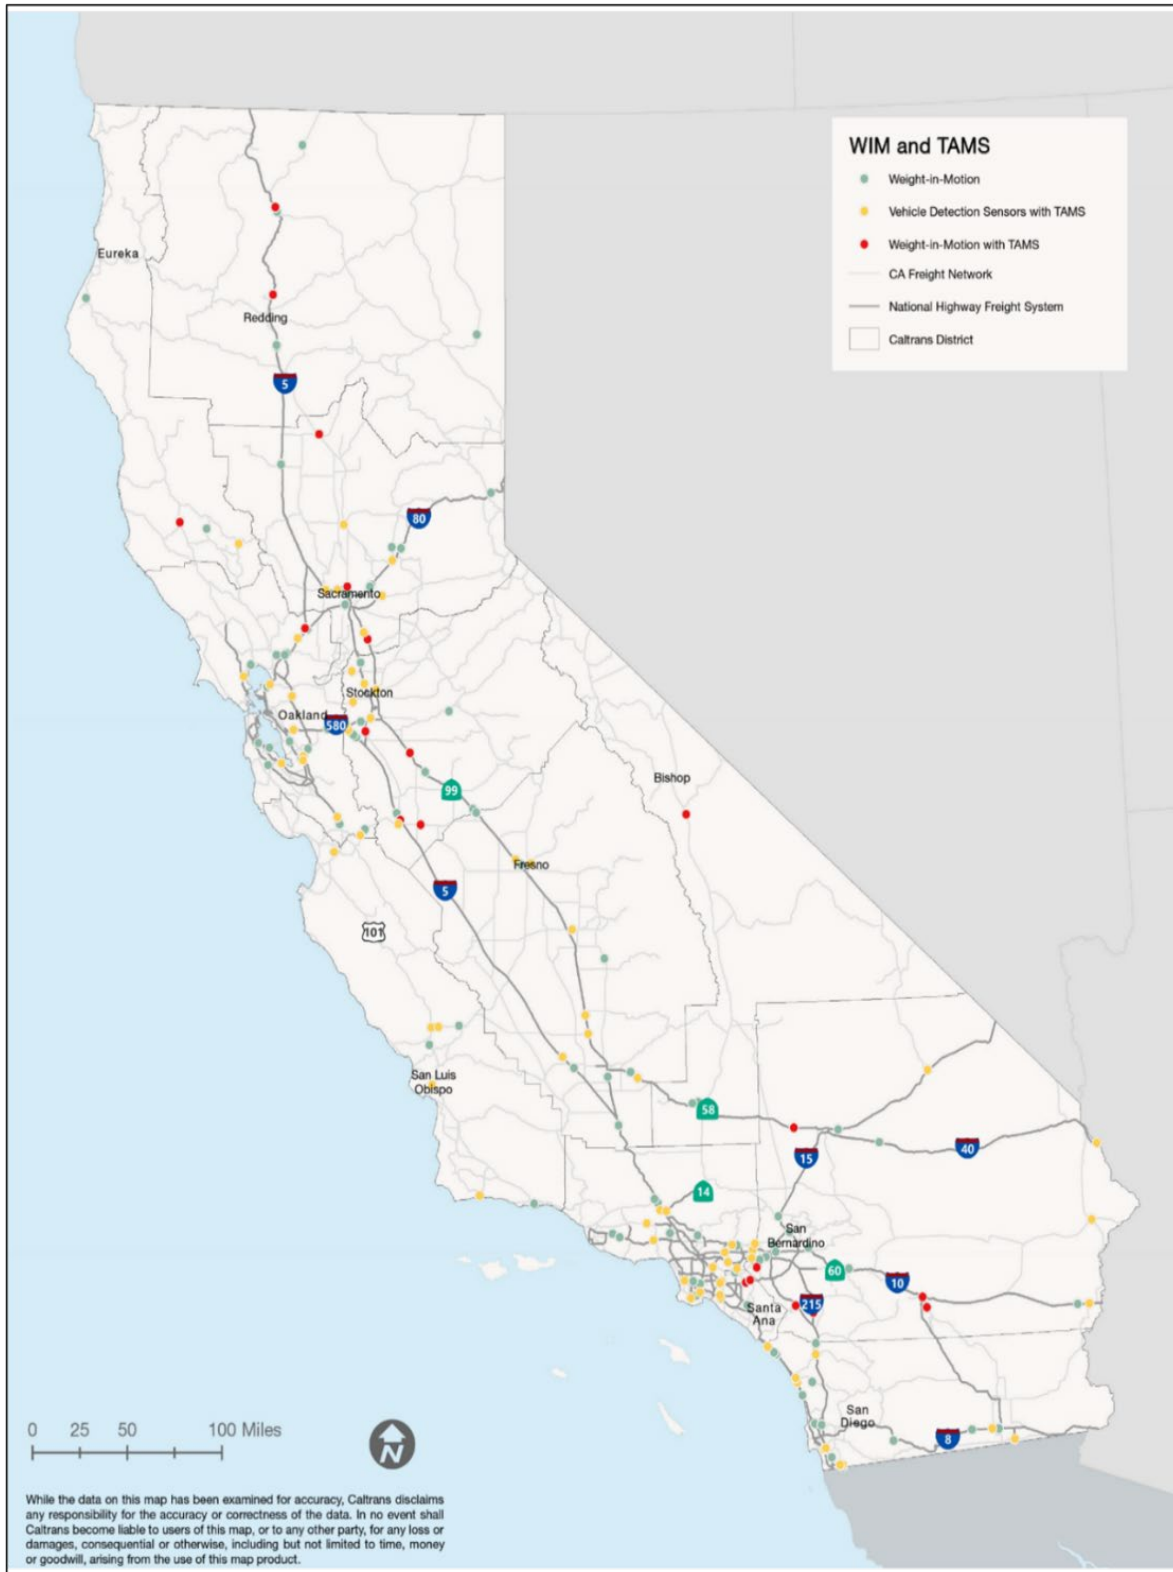 WIM and TAMS
Weight-in-Motion
Vehicle Detection Sensors with TAMS
Weight-in-Motion with TAMS
CA Freight Network
National Highway Freight System
Caltrans District
Eureka
Redding
5
80
Sacramento
Stockton
Oakland
580
Bishop
99
Fresno
5
101
San Luis
Obispo
58
15
40
14
San
Bernardino
60
10
215
Santa
Ana
San
Diego
8
0 25 50 100 Miles
N
While the data on this map has been examined for accuracy, Caltrans disclaims
any responsibility for the accuracy or correctness of the data. In no event shall
Caltrans become liable to users of this map, or to any other party, for any loss or
damages, consequential or otherwise, including but not limited to time, money
or goodwill, arising from the use of this map product.